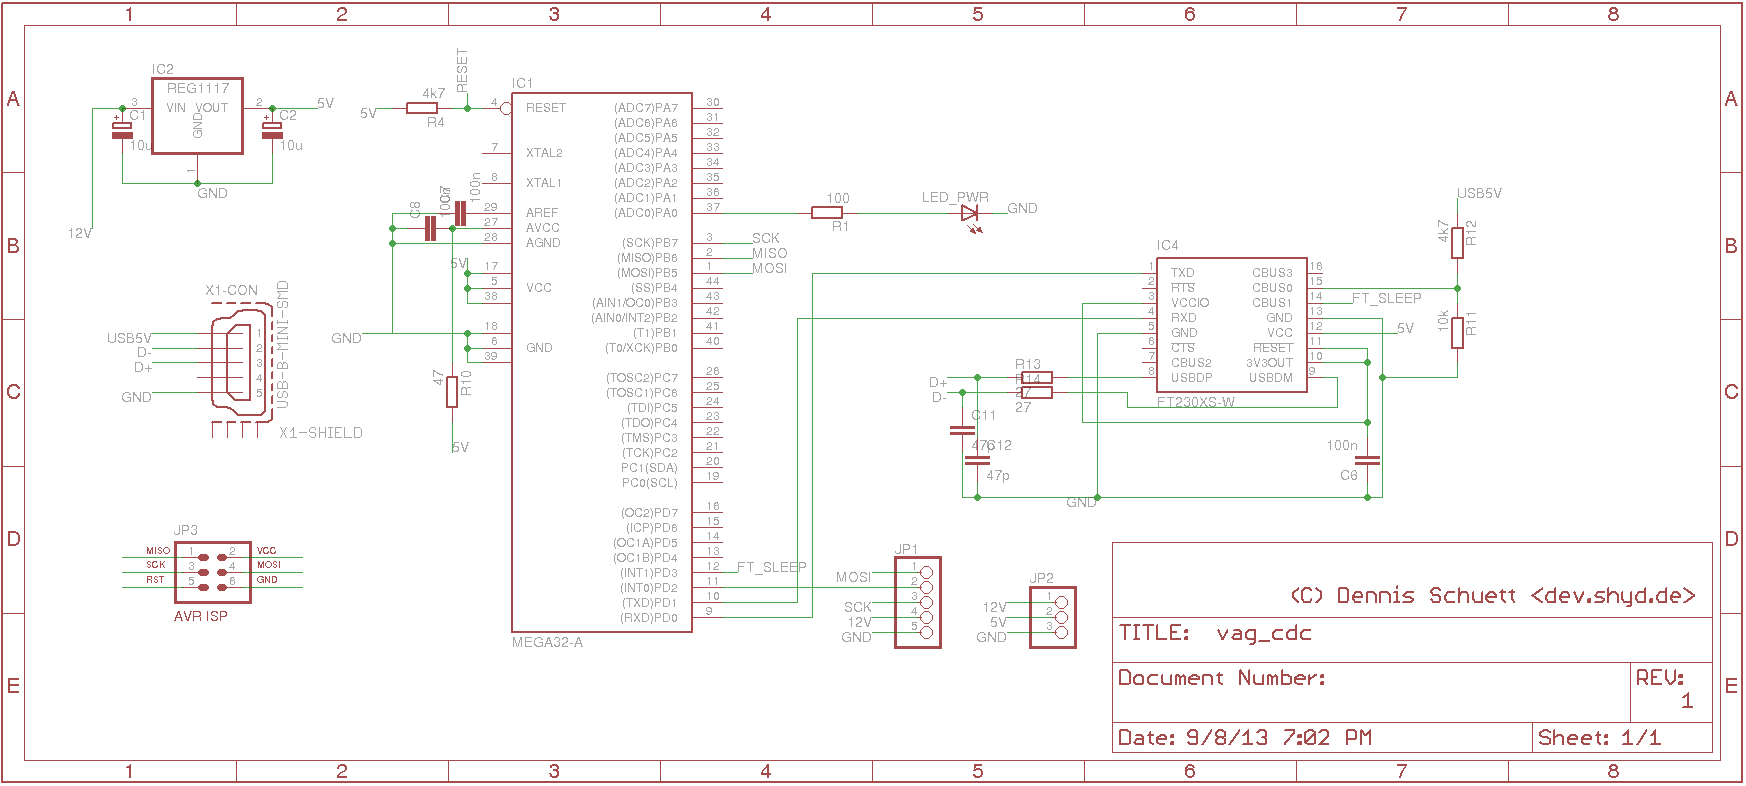 1 2 3 4 5 6 7 8
A
B
C
D
E
A
B
C
D
E
1 2 3 4 5 6 7 8
IC2
REG1117
3 VIN VOUT 2
GND
1
5V
C1
10u
C2
10u
GND
12V
X1-CON
USB-B-MINI-SMD
USB5V
D-
D+
GND
1
2
3
4
5
X1-SHIELD
JP3
MISO 1 2 VCC
SCK 3 4 MOSI
RST 5 6 GND
AVR ISP
RESET
5V
4k7
R4
C8
100n
C7
100n
5V
GND
47
R10
5V
IC1
4 RESET
7 XTAL2
8 XTAL1
29 AREF
27 AVCC
28 AGND
17
5 VCC
38
18
6 GND
39
(ADC7)PA7 30
(ADC6)PA6 31
(ADC5)PA5 32
(ADC4)PA4 33
(ADC3)PA3 34
(ADC2)PA2 35
(ADC1)PA1 36
(ADC0)PA0 37
(SCK)PB7 3 SCK
(MISO)PB6 2 MISO
(MOSI)PB5 1 MOSI
(SS)PB4 44
(AIN1/OC0)PB3 43
(AIN0/INT2)PB2 42
(T1)PB1 41
(T0/XCK)PB0 40
(TOSC2)PC7 26
(TOSC1)PC6 25
(TDI)PC5 24
(TDO)PC4 23
(TMS)PC3 22
(TCK)PC2 21
PC1(SDA) 20
PC0(SCL) 19
(OC2)PD7 16
(ICP)PD6 15
(OC1A)PD5 14
(OC1B)PD4 13
(INT1)PD3 12 FT_SLEEP
(INT0)PD2 11
(TXD)PD1 10
(RXD)PD0 9
MEGA32-A
100
R1
LED_PWR
GND
IC4
1 TXD CBUS3 16
2 RTS CBUS0 15
3 VCCIO CBUS1 14 FT_SLEEP
4 RXD GND 13
5 GND VCC 12 5V
6 CTS RESET 11
7 CBUS2 3V3OUT 10
8 USBDP USBDM 9
FT230XS-W
USB5V
4k7
R12
10k
R11
D+
D-
R13
R14
27
27
C11
47p
C12
47p
GND
100n
C6
JP1
MOSI 1
2
SCK 3
12V 4
GND 5
JP2
12V 1
5V 2
GND 3
(C) Dennis Schuett <dev.shyd.de>
TITLE: vag_cdc
Document Number:
REV:
1
Date: 9/8/13 7:02 PM
Sheet: 1/1